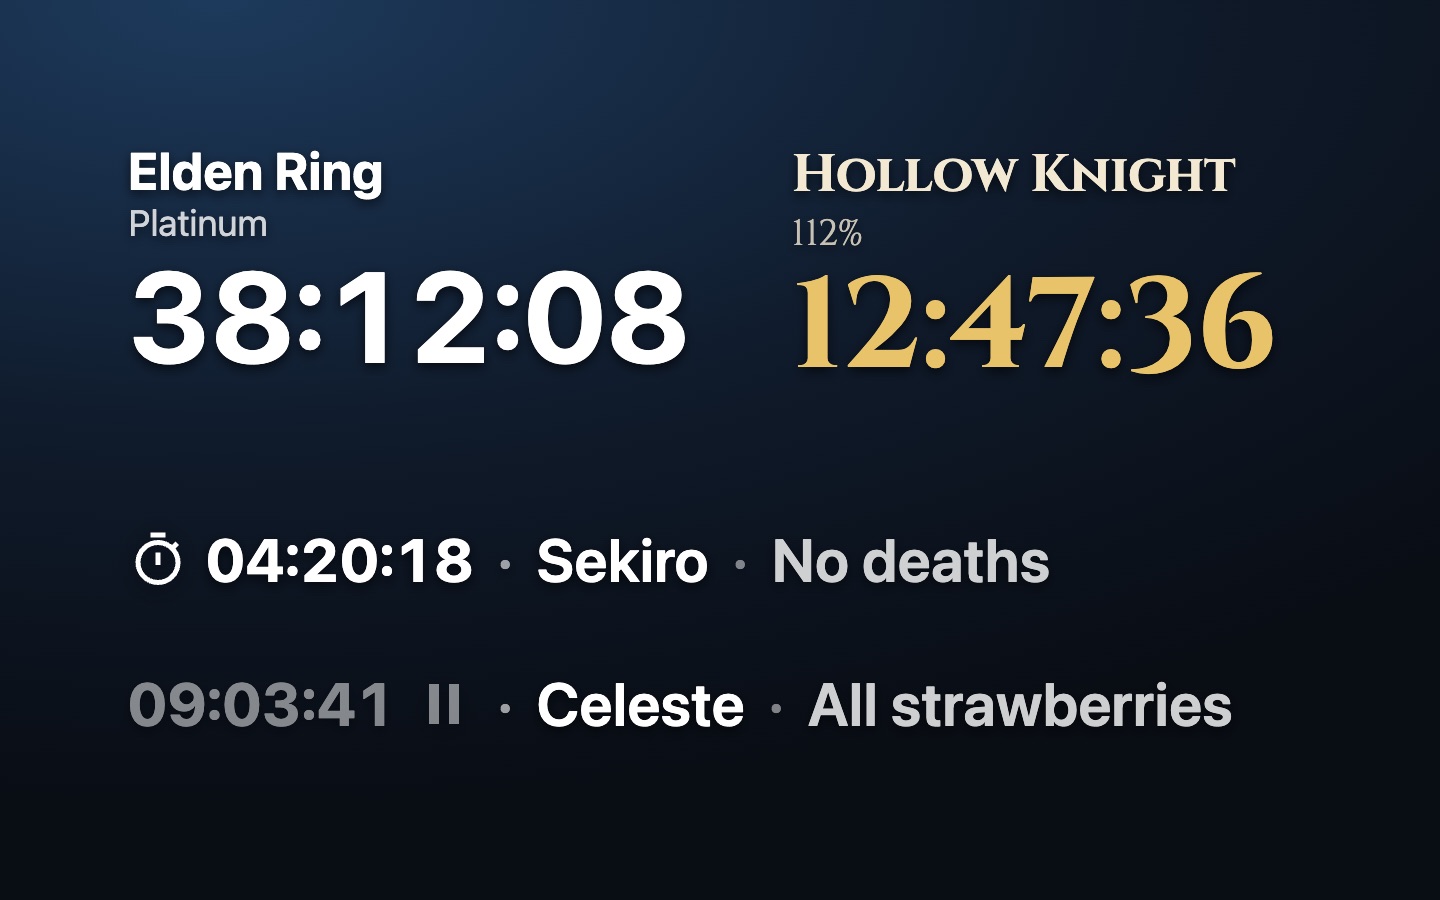 Elden Ring
Platinum
38:12:08
Hollow Knight
112%
12:47:36
04:20:18 · Sekiro · No deaths
09:03:41 · Celeste · All strawberries